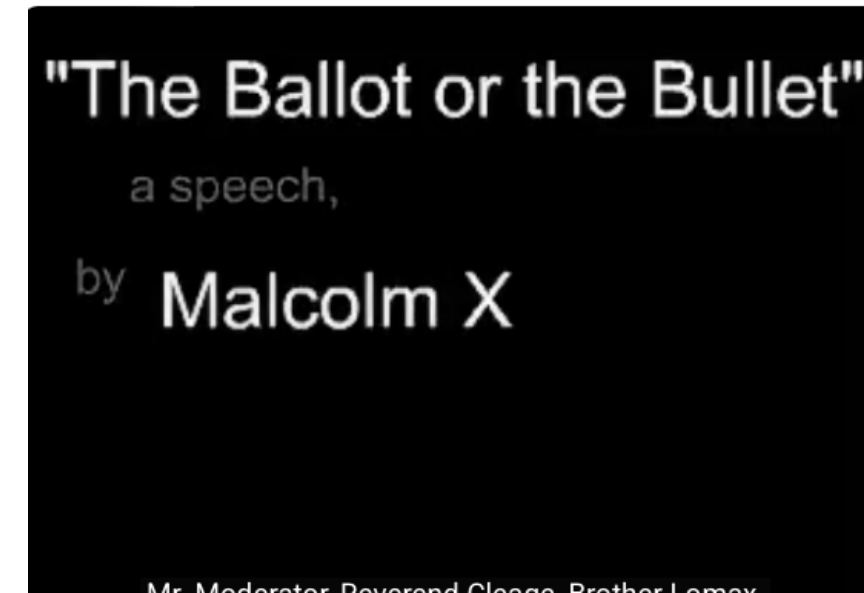 "The Ballot or the Bullet"
a speech,
by Malcolm X
Mr. Moderator, Reverend Cleage, Brother Lomax,